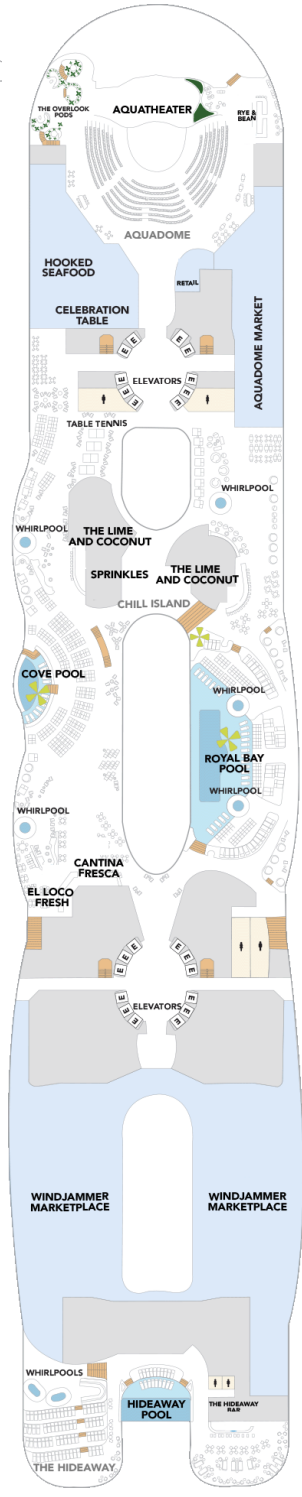 THE OVERLOOK
PODS
AQUATHEATER
RYE &
BEAN
AQUADOME
HOOKED
SEAFOOD
RETAIL
CELEBRATION
TABLE
AQUADOME MARKET
E E E E
E E E E
ELEVATORS
E E E E
E E E E
TABLE TENNIS
WHIRLPOOL
WHIRLPOOL
THE LIME
AND COCONUT
SPRINKLES
THE LIME
AND COCONUT
CHILL ISLAND
COVE POOL
WHIRLPOOL
ROYAL BAY
POOL
WHIRLPOOL
WHIRLPOOL
CANTINA
FRESCA
EL LOCO
FRESH
E E E E
E E E E
ELEVATORS
E E E E
E E E E
WINDJAMMER
MARKETPLACE
WINDJAMMER
MARKETPLACE
WHIRLPOOLS
HIDEAWAY
POOL
THE HIDEAWAY
BAR
THE HIDEAWAY